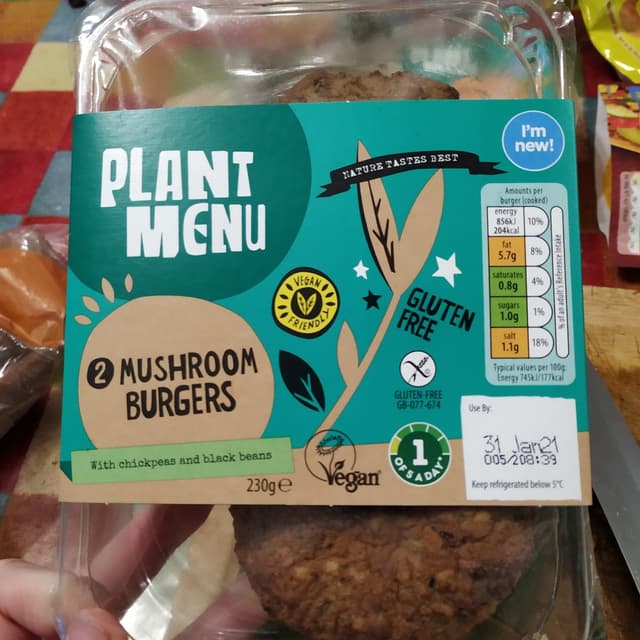 PLANT
MENU
NATURE TASTES BEST
I'm
new!
Amounts per
burger (cooked)
energy
856kJ
204kcal
10%
fat
5.7g
8%
saturates
0.8g
4%
sugars
1.0g
1%
salt
1.1g
18%
% of an adult's Reference Intake
Typical values per 100g:
Energy 745kJ/177kcal
VEGAN
FRIENDLY
GLUTEN
FREE
GLUTEN-FREE
GB-077-674
2 MUSHROOM
BURGERS
With chickpeas and black beans
230g e
Vegan
1
OF 5 A DAY
Use By:
31 Jan21
005/208:39
Keep refrigerated below 5°C